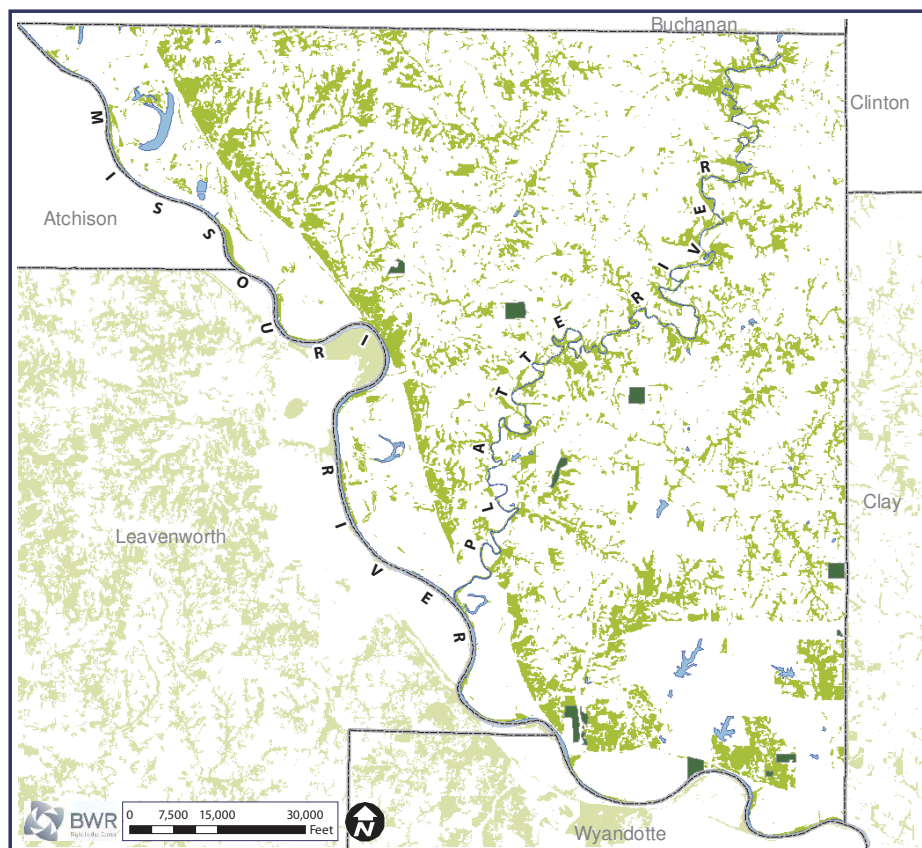 Buchanan
Clinton
MISSOURI RIVER
PLATTE RIVER
Atchison
Leavenworth
Clay
BWR
0 7,500 15,000 30,000
Feet
N
Wyandotte